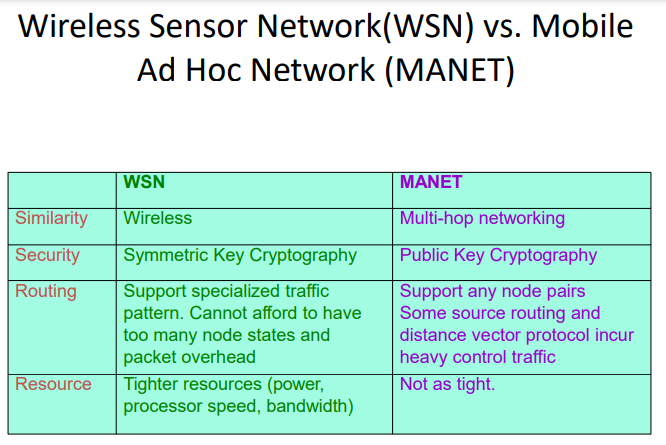 Wireless Sensor Network(WSN) vs. Mobile
Ad Hoc Network (MANET)
WSN
MANET
Similarity
Wireless
Multi-hop networking
Security
Symmetric Key Cryptography
Public Key Cryptography
Routing
Support specialized traffic
pattern. Cannot afford to have
too many node states and
packet overhead
Support any node pairs
Some source routing and
distance vector protocol incur
heavy control traffic
Resource
Tighter resources (power,
processor speed, bandwidth)
Not as tight.